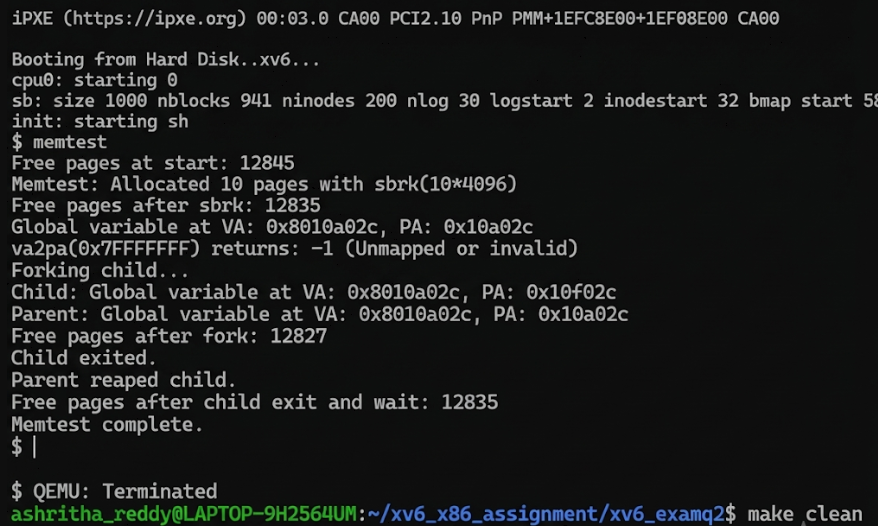 iPXE (https://ipxe.org) 00:03.0 CA00 PCI2.10 PnP PMM+1EFC8E00+1EF08E00 CA00
Booting from Hard Disk..xv6...
cpu0: starting 0
sb: size 1000 nblocks 941 ninodes 200 nlog 30 logstart 2 inodestart 32 bmap start 58
init: starting sh
$ memtest
Free pages at start: 12845
Memtest: Allocated 10 pages with sbrk(10*4096)
Free pages after sbrk: 12835
Global variable at VA: 0x8010a02c, PA: 0x10a02c
va2pa(0x7FFFFFFF) returns: -1 (Unmapped or invalid)
Forking child...
Child: Global variable at VA: 0x8010a02c, PA: 0x10f02c
Parent: Global variable at VA: 0x8010a02c, PA: 0x10a02c
Free pages after fork: 12827
Child exited.
Parent reaped child.
Free pages after child exit and wait: 12835
Memtest complete.
$
$ QEMU: Terminated
ashritha_reddy@LAPTOP-9H2564UM:~/xv6_x86_assignment/xv6_examq2$ make clean